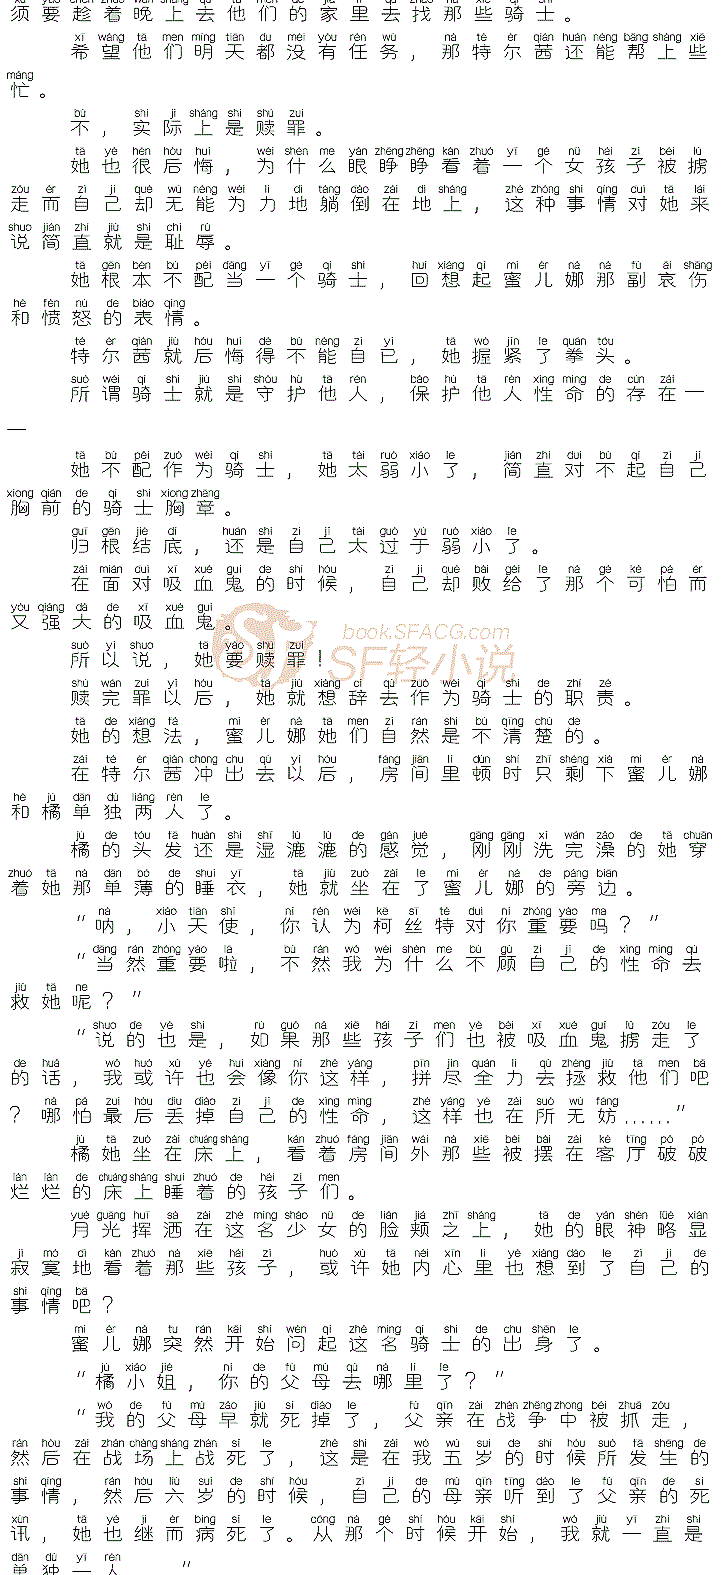 须要趁着晚上去他们的家里去找那些骑士。
希望他们明天都没有任务，那特尔茜还能帮上些
忙。
不，实际上是赎罪。
她也很后悔，为什么眼睁睁看着一个女孩子被掳
走而自己却无能为力地躺倒在地上，这种事情对她来
说简直就是耻辱。
她根本不配当一个骑士，回想起蜜儿娜那副哀伤
和愤怒的表情。
特尔茜就后悔得不能自已，她握紧了拳头。
所谓骑士就是守护他人，保护他人性命的存在—
—
她不配作为骑士，她太弱小了，简直对不起自己
胸前的骑士胸章。
归根结底，还是自己太过于弱小了。
在面对吸血鬼的时候，自己却败给了那个可怕而
又强大的吸血鬼。
book.SFACG.com
SF轻小说
所以说，她要赎罪！
赎完罪以后，她就想辞去作为骑士的职责。
她的想法，蜜儿娜她们自然是不清楚的。
在特尔茜冲出去以后，房间里顿时只剩下蜜儿娜
和橘单独两人了。
橘的头发还是湿漉漉的感觉，刚刚洗完澡的她穿
着她那单薄的睡衣，她就坐在了蜜儿娜的旁边。
“呐，小天使，你认为柯丝特对你重要吗？”
“当然重要啦，不然我为什么不顾自己的性命去
救她呢？”
“说的也是，如果那些孩子们也被吸血鬼掳走了
的话，我或许也会像你这样，拼尽全力去拯救他们吧
？哪怕最后丢掉自己的性命，这样也在所无妨……”
橘她坐在床上，看着房间外那些被摆在客厅破破
烂烂的床上睡着的孩子们。
月光挥洒在这名少女的脸颊之上，她的眼神略显
寂寞地看着那些孩子，或许她内心里也想到了自己的
事情吧？
蜜儿娜突然开始问起这名骑士的出身了。
“橘小姐，你的父母去哪里了？”
“我的父母早就死掉了，父亲在战争中被抓走，
然后在战场上战死了，这是在我五岁的时候所发生的
事情，然后六岁的时候，自己的母亲听到了父亲的死
讯，她也继而病死了。从那个时候开始，我就一直是
单独一人……”